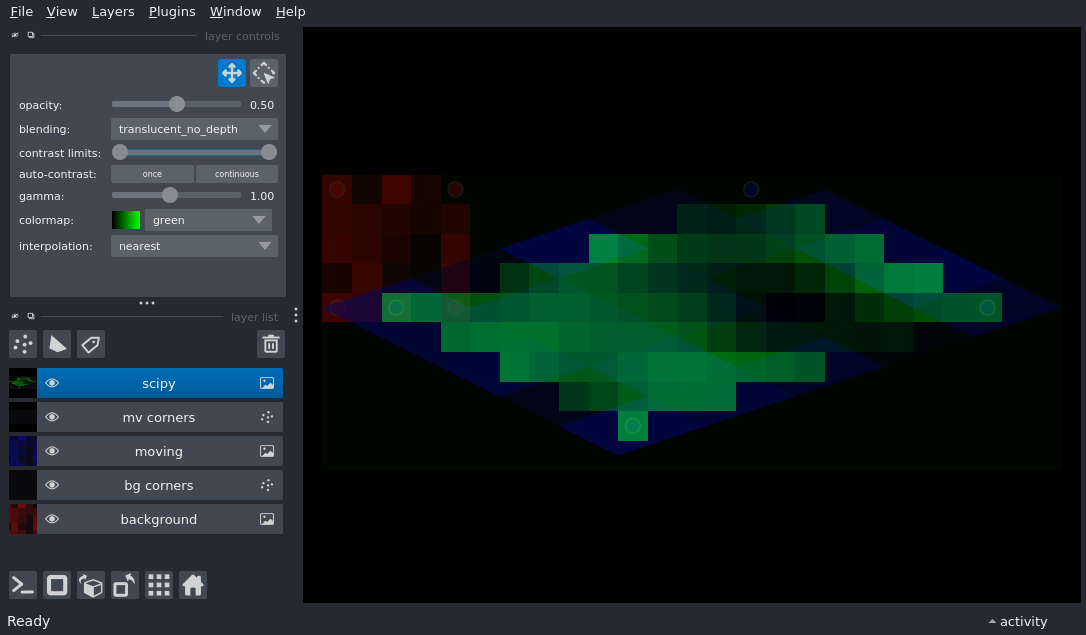 File View Layers Plugins Window Help
layer controls
opacity: 0.50
blending: translucent_no_depth
contrast limits:
auto-contrast: once continuous
gamma: 1.00
colormap: green
interpolation: nearest
layer list
scipy
mv corners
moving
bg corners
background
Ready activity